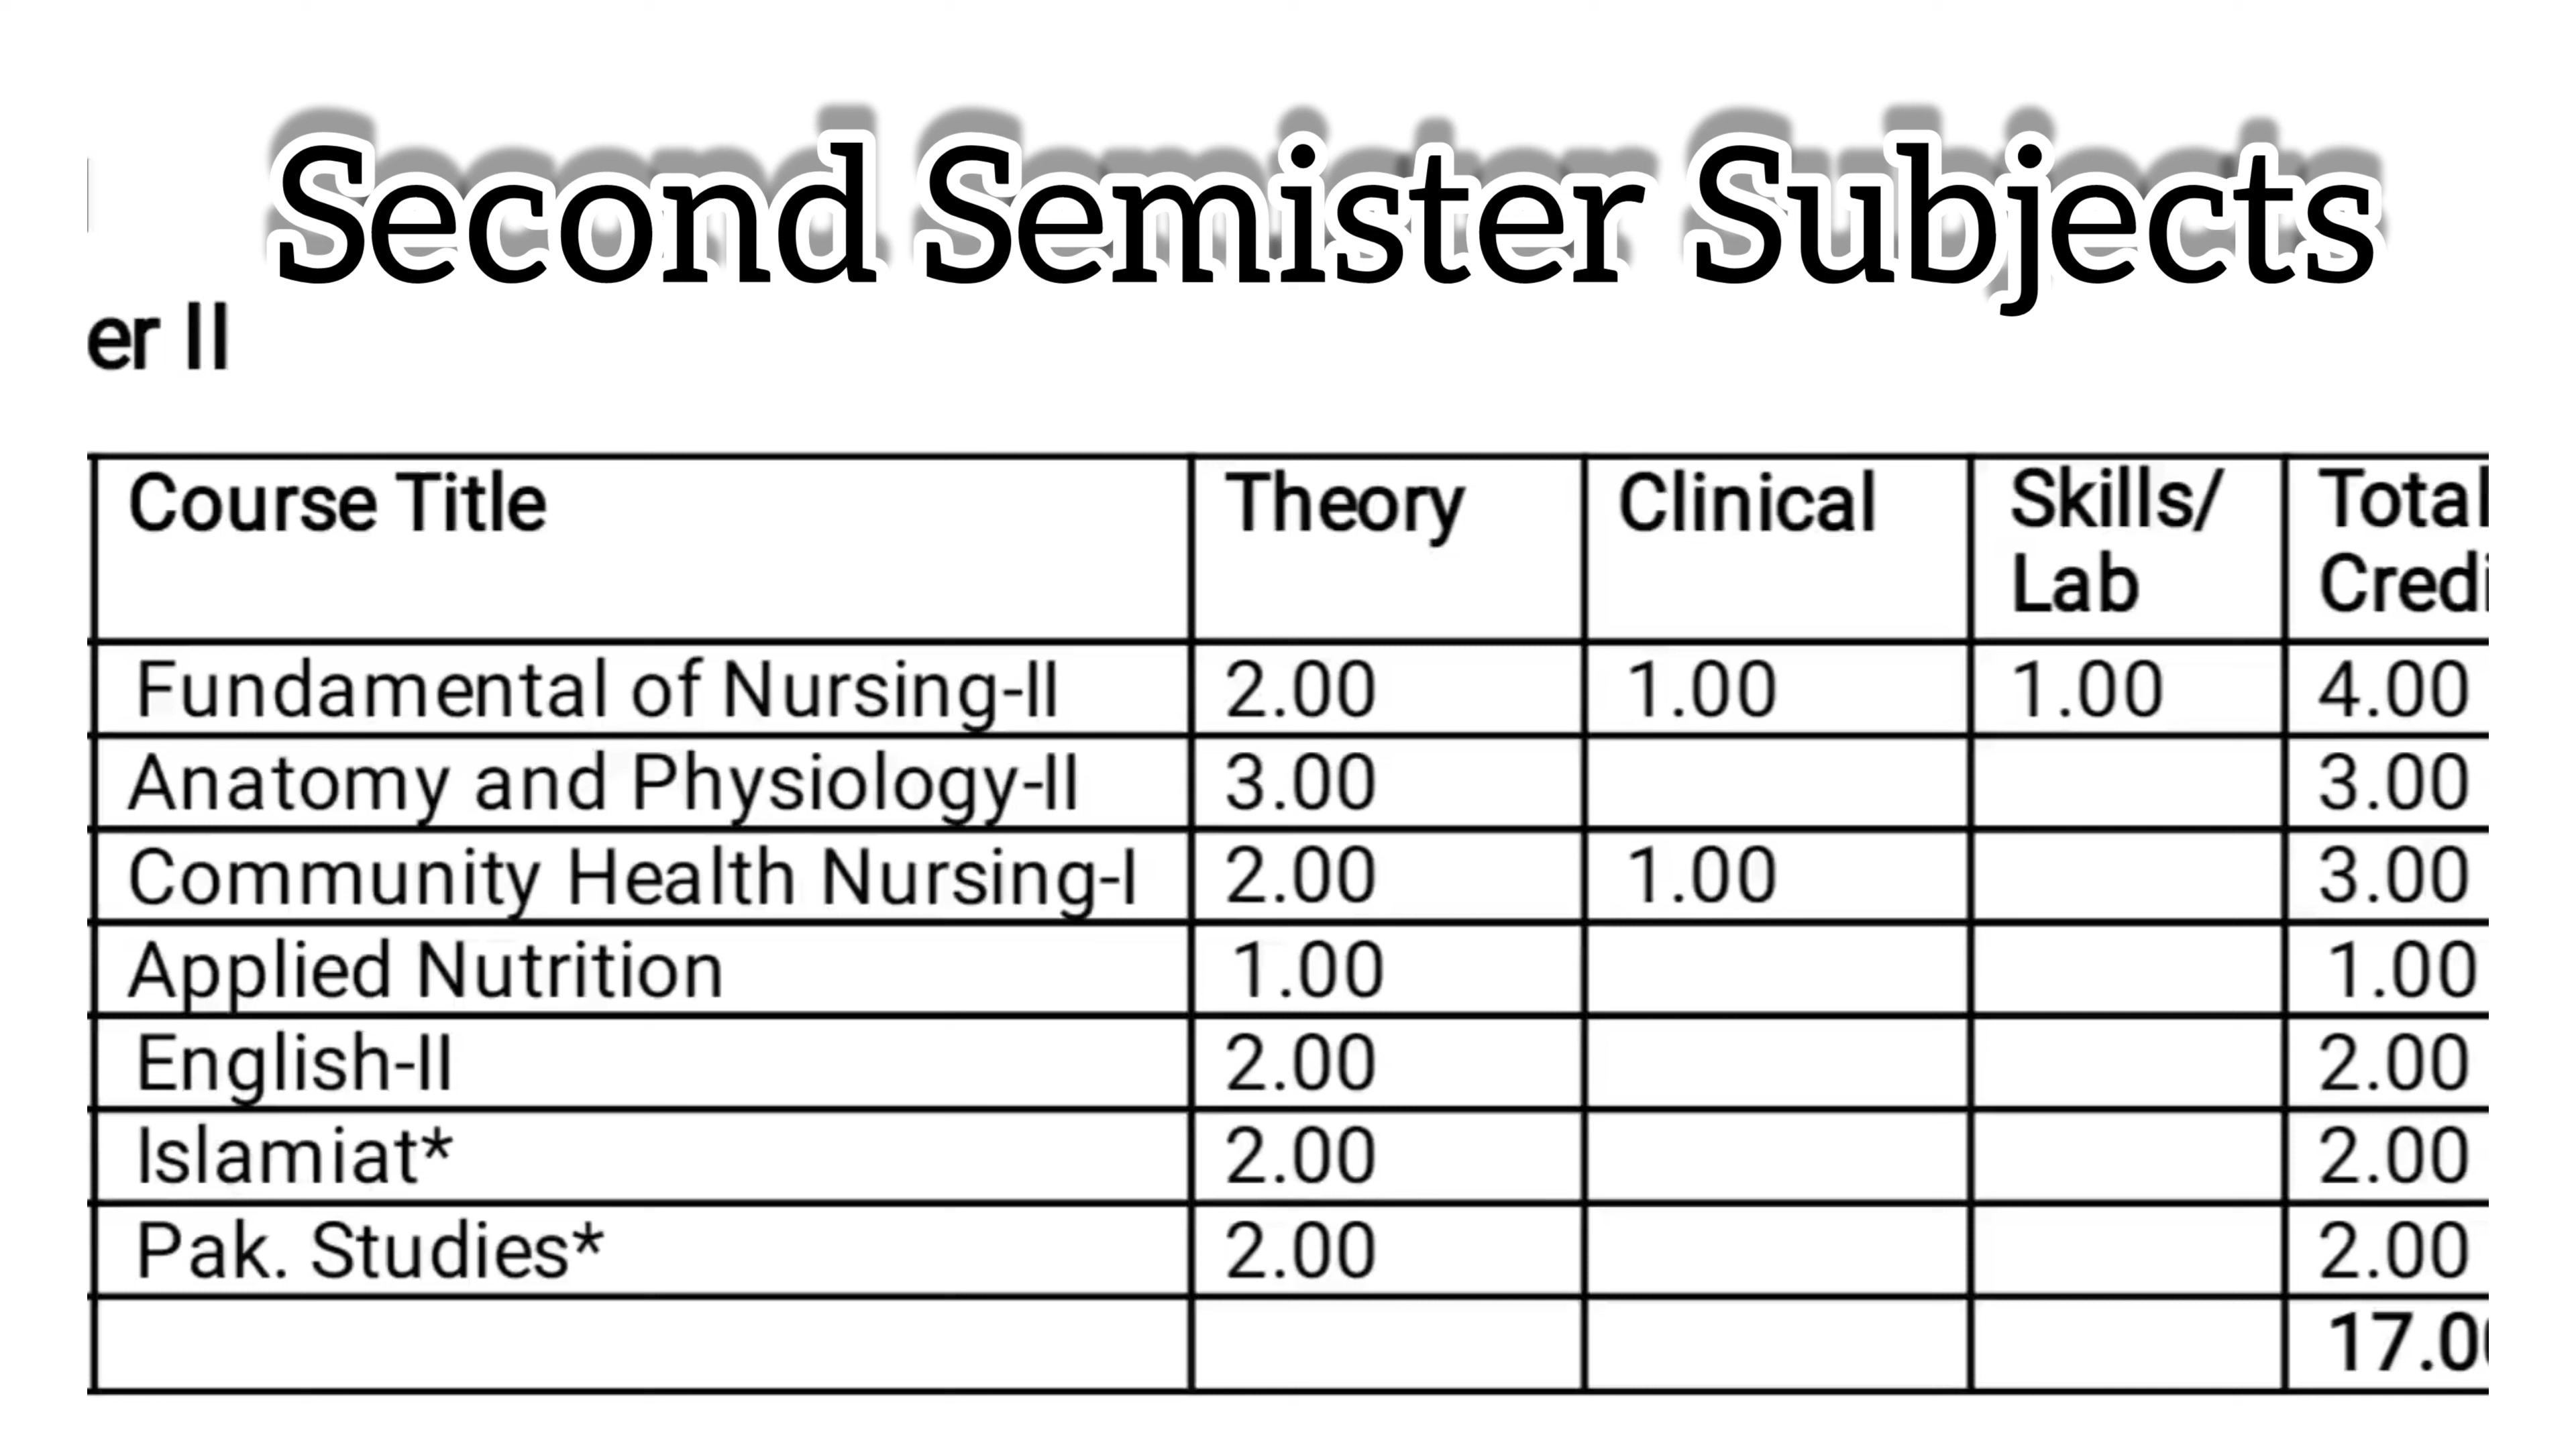 Second Semister Subjects
er II
Course Title Theory Clinical Skills/ Total
Lab Credi
Fundamental of Nursing-II 2.00 1.00 1.00 4.00
Anatomy and Physiology-II 3.00 3.00
Community Health Nursing-I 2.00 1.00 3.00
Applied Nutrition 1.00 1.00
English-II 2.00 2.00
Islamiat* 2.00 2.00
Pak. Studies* 2.00 2.00
17.0